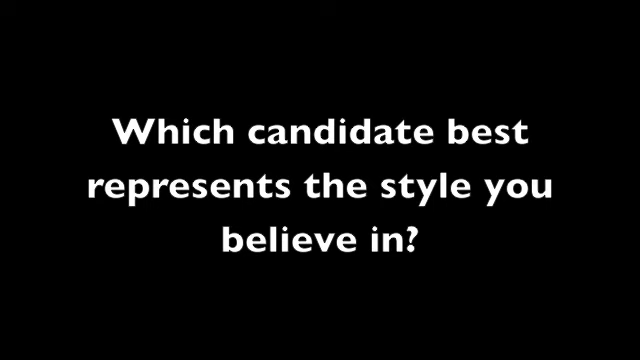 Which candidate best
represents the style you
believe in?